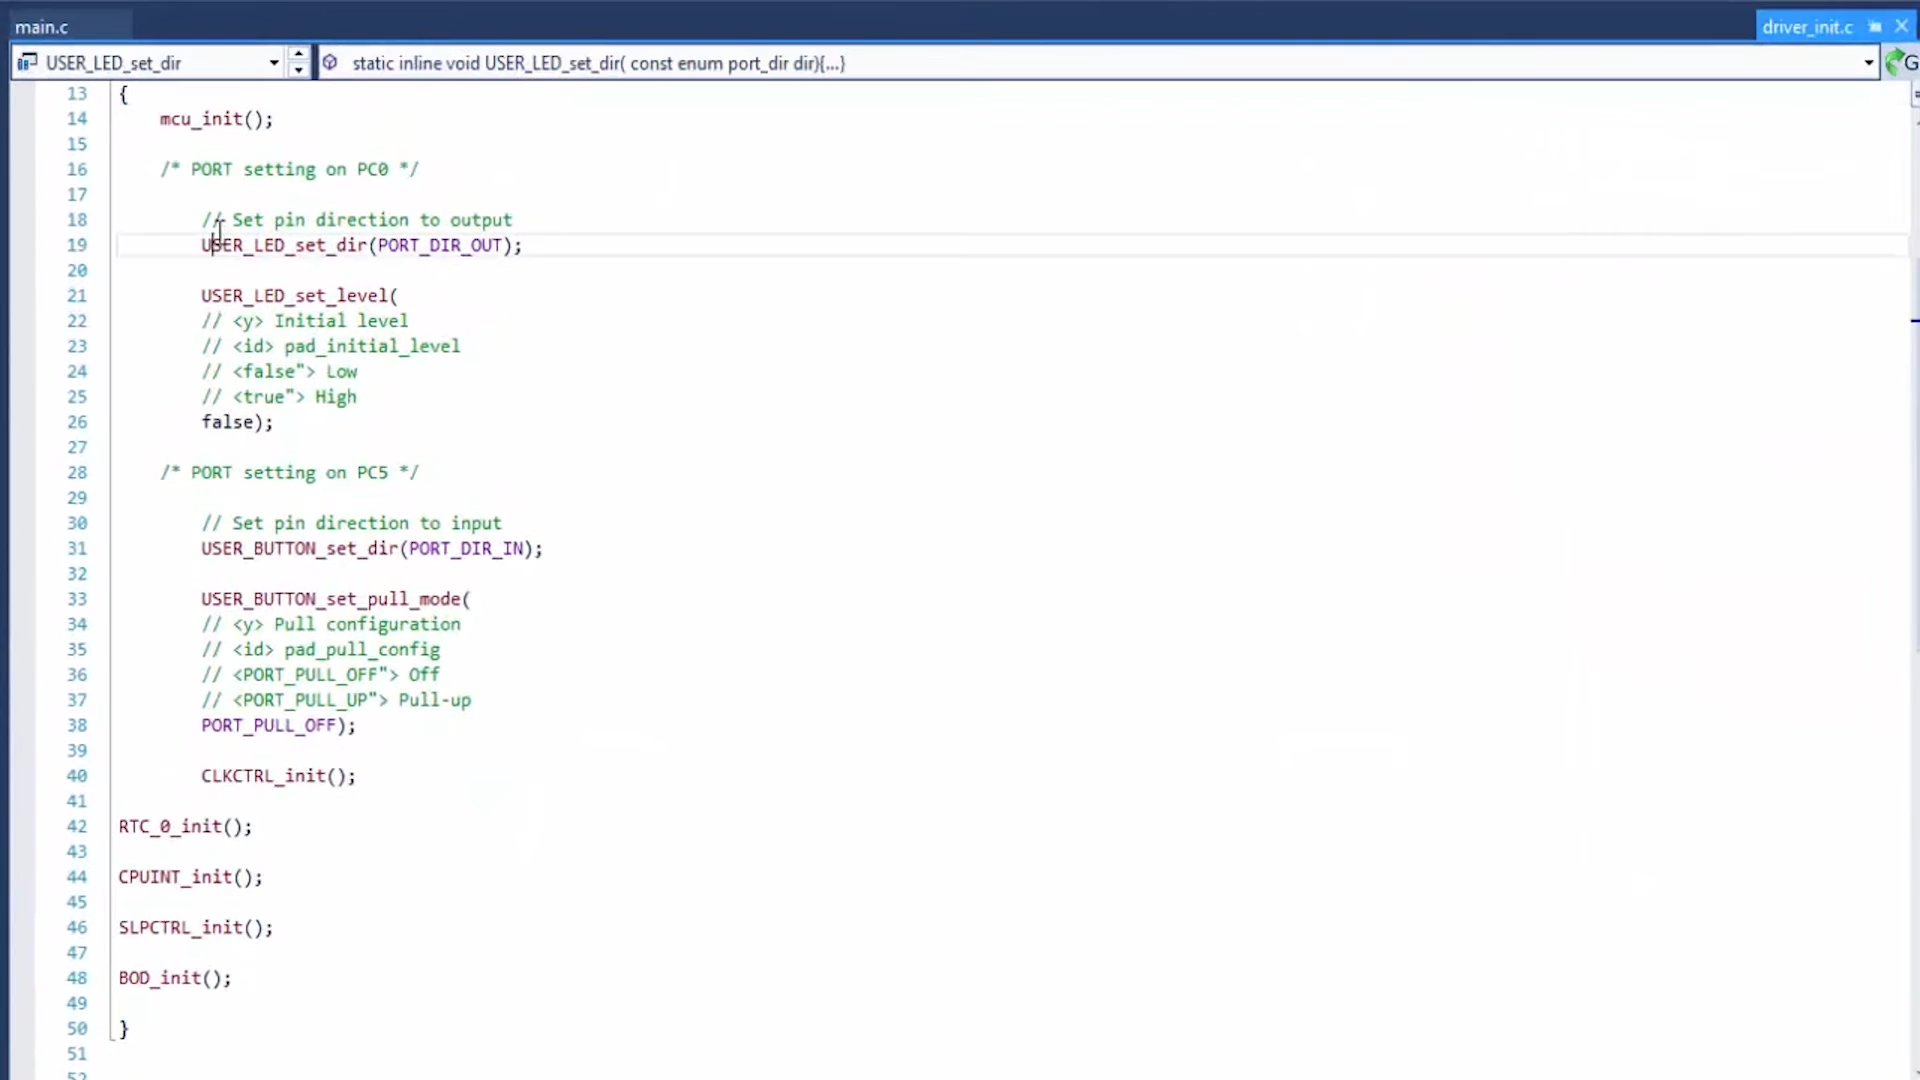 main.c
driver_init.c
USER_LED_set_dir
static inline void USER_LED_set_dir( const enum port_dir dir){...}
G
13 {
14 mcu_init();
15
16 /* PORT setting on PC0 */
17
18 // Set pin direction to output
19 USER_LED_set_dir(PORT_DIR_OUT);
20
21 USER_LED_set_level(
22 // <y> Initial level
23 // <id> pad_initial_level
24 // <false"> Low
25 // <true"> High
26 false);
27
28 /* PORT setting on PC5 */
29
30 // Set pin direction to input
31 USER_BUTTON_set_dir(PORT_DIR_IN);
32
33 USER_BUTTON_set_pull_mode(
34 // <y> Pull configuration
35 // <id> pad_pull_config
36 // <PORT_PULL_OFF"> Off
37 // <PORT_PULL_UP"> Pull-up
38 PORT_PULL_OFF);
39
40 CLKCTRL_init();
41
42 RTC_0_init();
43
44 CPUINT_init();
45
46 SLPCTRL_init();
47
48 BOD_init();
49
50 }
51
52